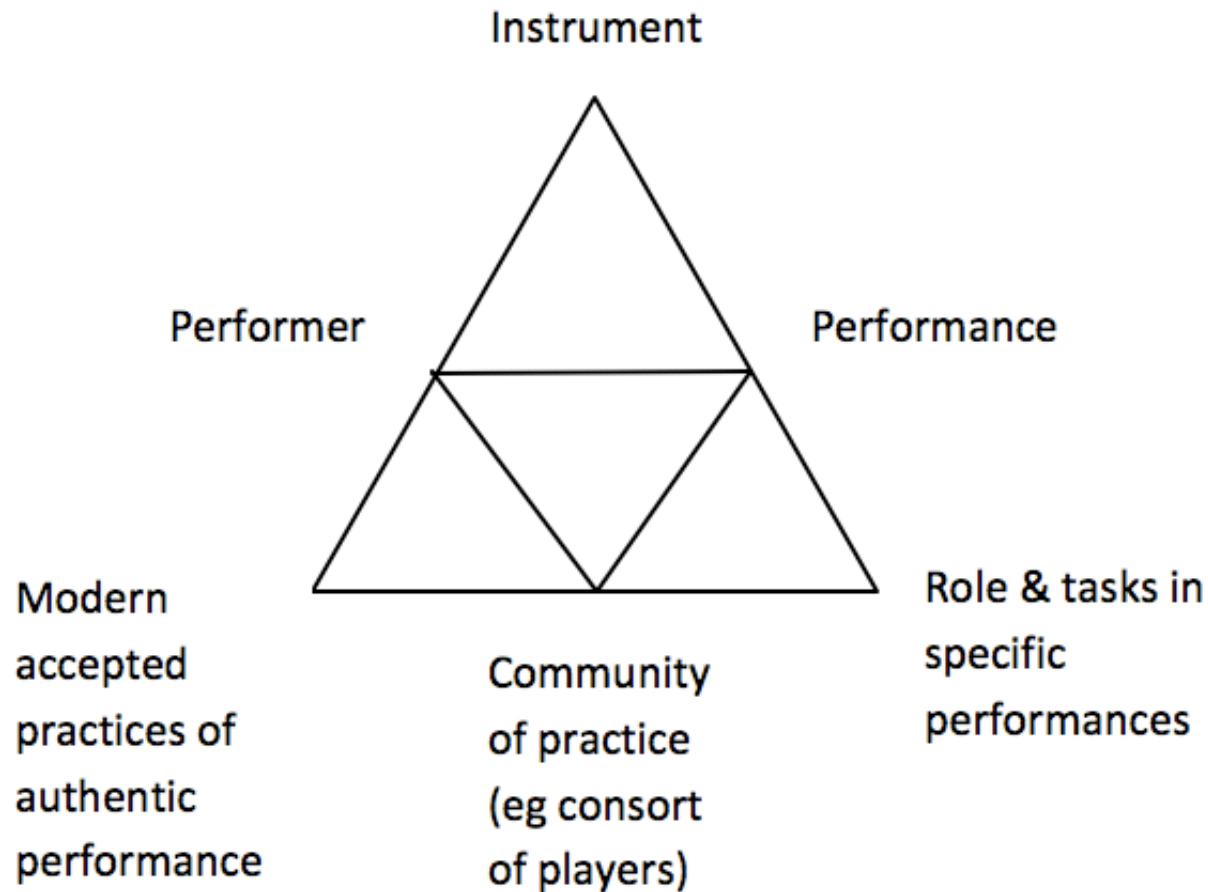 Instrument
Performer
Performance
Modern
accepted
practices of
authentic
performance
Community
of practice
(eg consort
of players)
Role & tasks in
specific
performances